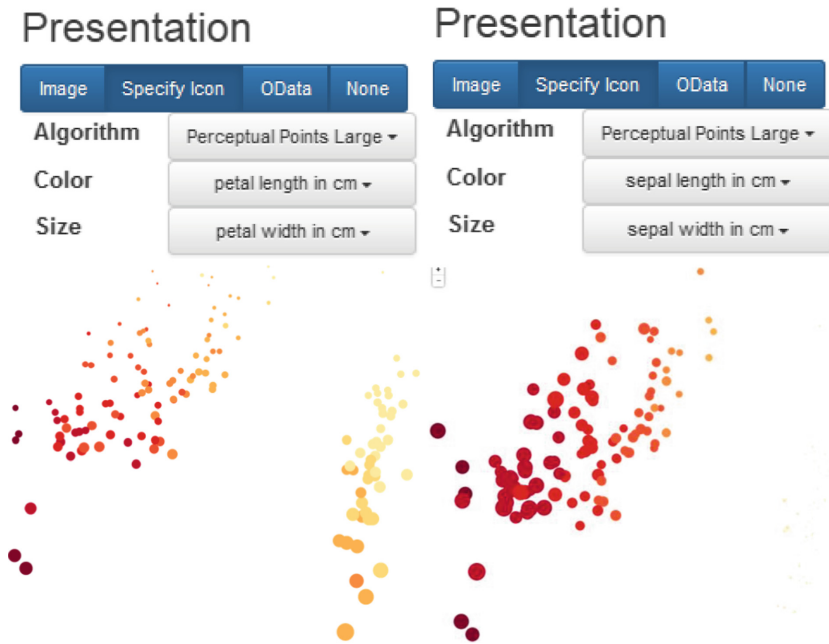 Presentation
Image Specify Icon OData None
Algorithm Perceptual Points Large
Color petal length in cm
Size petal width in cm
Presentation
Image Specify Icon OData None
Algorithm Perceptual Points Large
Color sepal length in cm
Size sepal width in cm
+
-